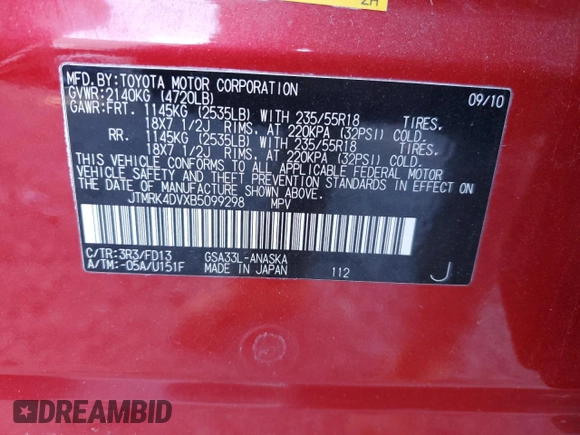 2A
MFD.BY:TOYOTA MOTOR CORPORATION 09/10
GVWR:2140KG (4720LB)
GAWR:FRT. 1145KG (2535LB) WITH 235/55R18 TIRES.
18X7 1/2J RIMS. AT 220KPA (32PSI) COLD.
RR. 1145KG (2535LB) WITH 235/55R18 TIRES.
18X7 1/2J RIMS. AT 220KPA (32PSI) COLD.
THIS VEHICLE CONFORMS TO ALL APPLICABLE FEDERAL MOTOR
VEHICLE SAFETY AND THEFT PREVENTION STANDARDS IN EFFECT
ON THE DATE OF MANUFACTURE SHOWN ABOVE.
JTMRK4DVXB5099298 MPV
C/TR:3R3/FD13 GSA33L-ANASKA
A/TM:-05A/U151F MADE IN JAPAN 112 J
DREAMBID